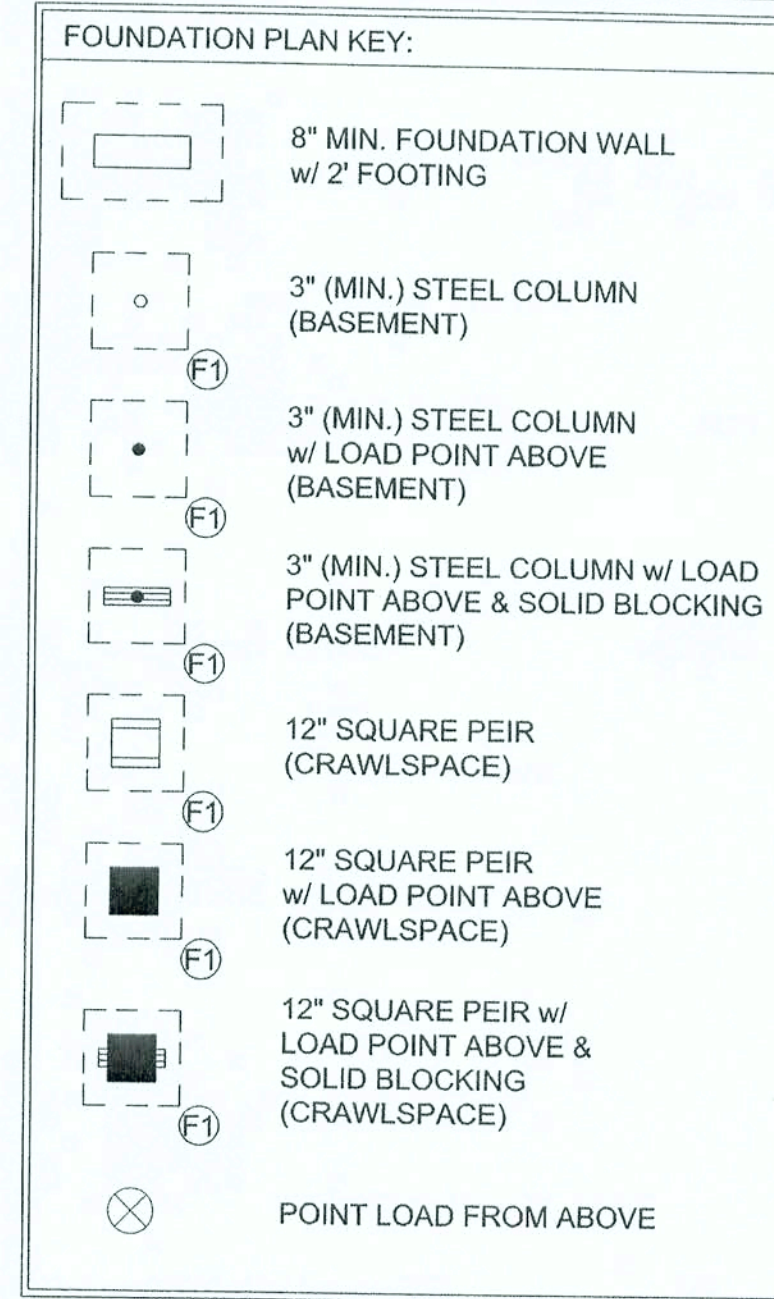 FOUNDATION PLAN KEY:
8" MIN. FOUNDATION WALL
w/ 2' FOOTING
3" (MIN.) STEEL COLUMN
(BASEMENT)
F1
3" (MIN.) STEEL COLUMN
w/ LOAD POINT ABOVE
(BASEMENT)
F1
3" (MIN.) STEEL COLUMN w/ LOAD
POINT ABOVE & SOLID BLOCKING
(BASEMENT)
F1
12" SQUARE PEIR
(CRAWLSPACE)
F1
12" SQUARE PEIR
w/ LOAD POINT ABOVE
(CRAWLSPACE)
F1
12" SQUARE PEIR w/
LOAD POINT ABOVE &
SOLID BLOCKING
(CRAWLSPACE)
F1
POINT LOAD FROM ABOVE